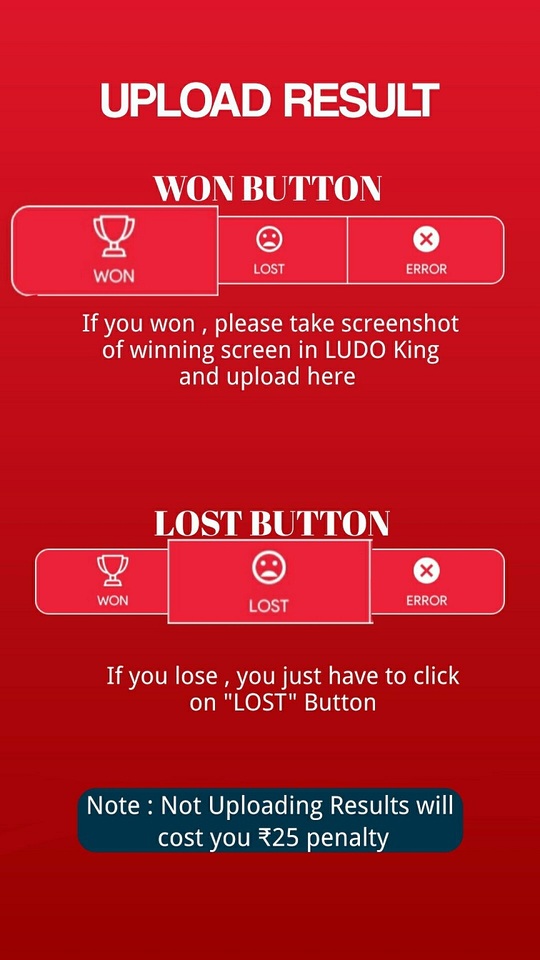 UPLOAD RESULT
WON BUTTON
WON
LOST
ERROR
If you won , please take screenshot
of winning screen in LUDO King
and upload here
LOST BUTTON
WON
LOST
ERROR
If you lose , you just have to click
on "LOST" Button
Note : Not Uploading Results will
cost you ₹25 penalty